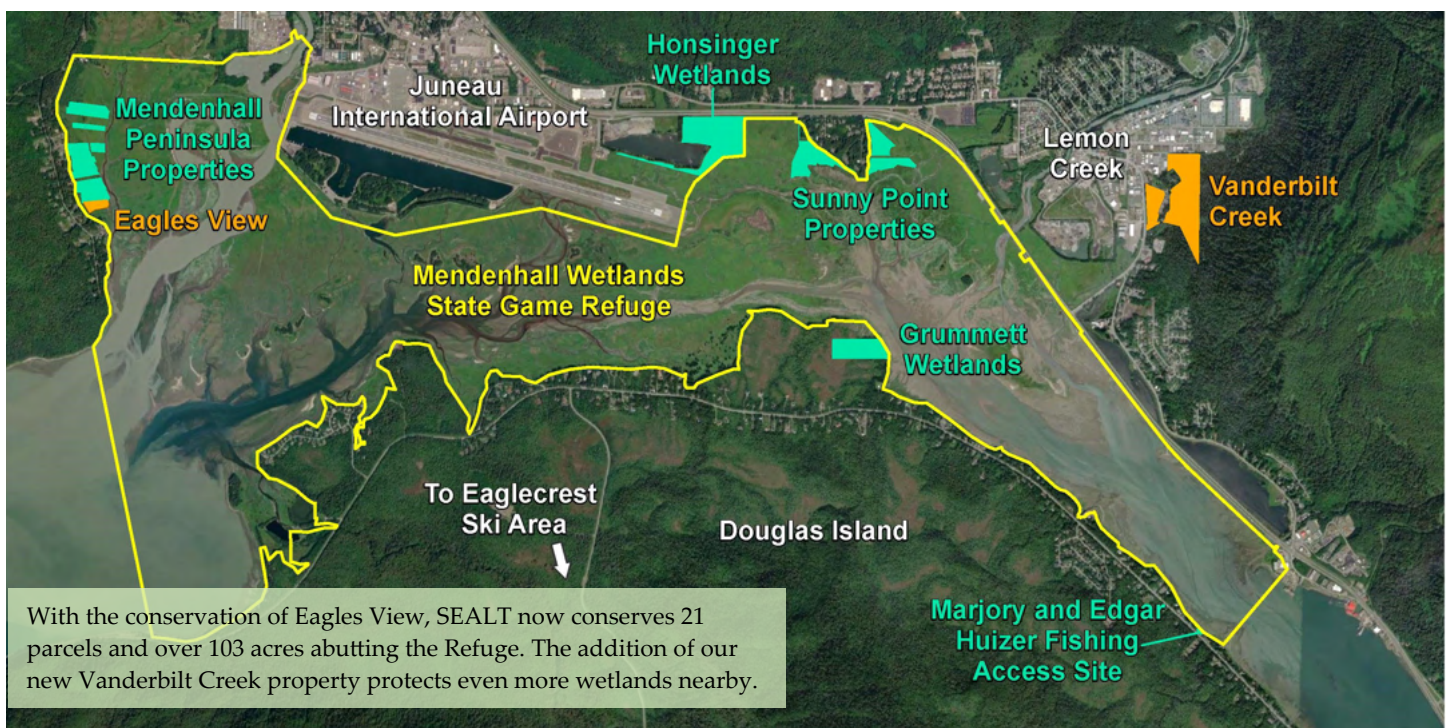 Honsinger
Wetlands
Juneau
International Airport
Mendenhall
Peninsula
Properties
Eagles View
Lemon
Creek
Vanderbilt
Creek
Sunny Point
Properties
Mendenhall Wetlands
State Game Refuge
Grummett
Wetlands
To Eaglecrest
Ski Area
Douglas Island
Marjory and Edgar
Huizer Fishing
Access Site
With the conservation of Eagles View, SEALT now conserves 21
parcels and over 103 acres abutting the Refuge. The addition of our
new Vanderbilt Creek property protects even more wetlands nearby.